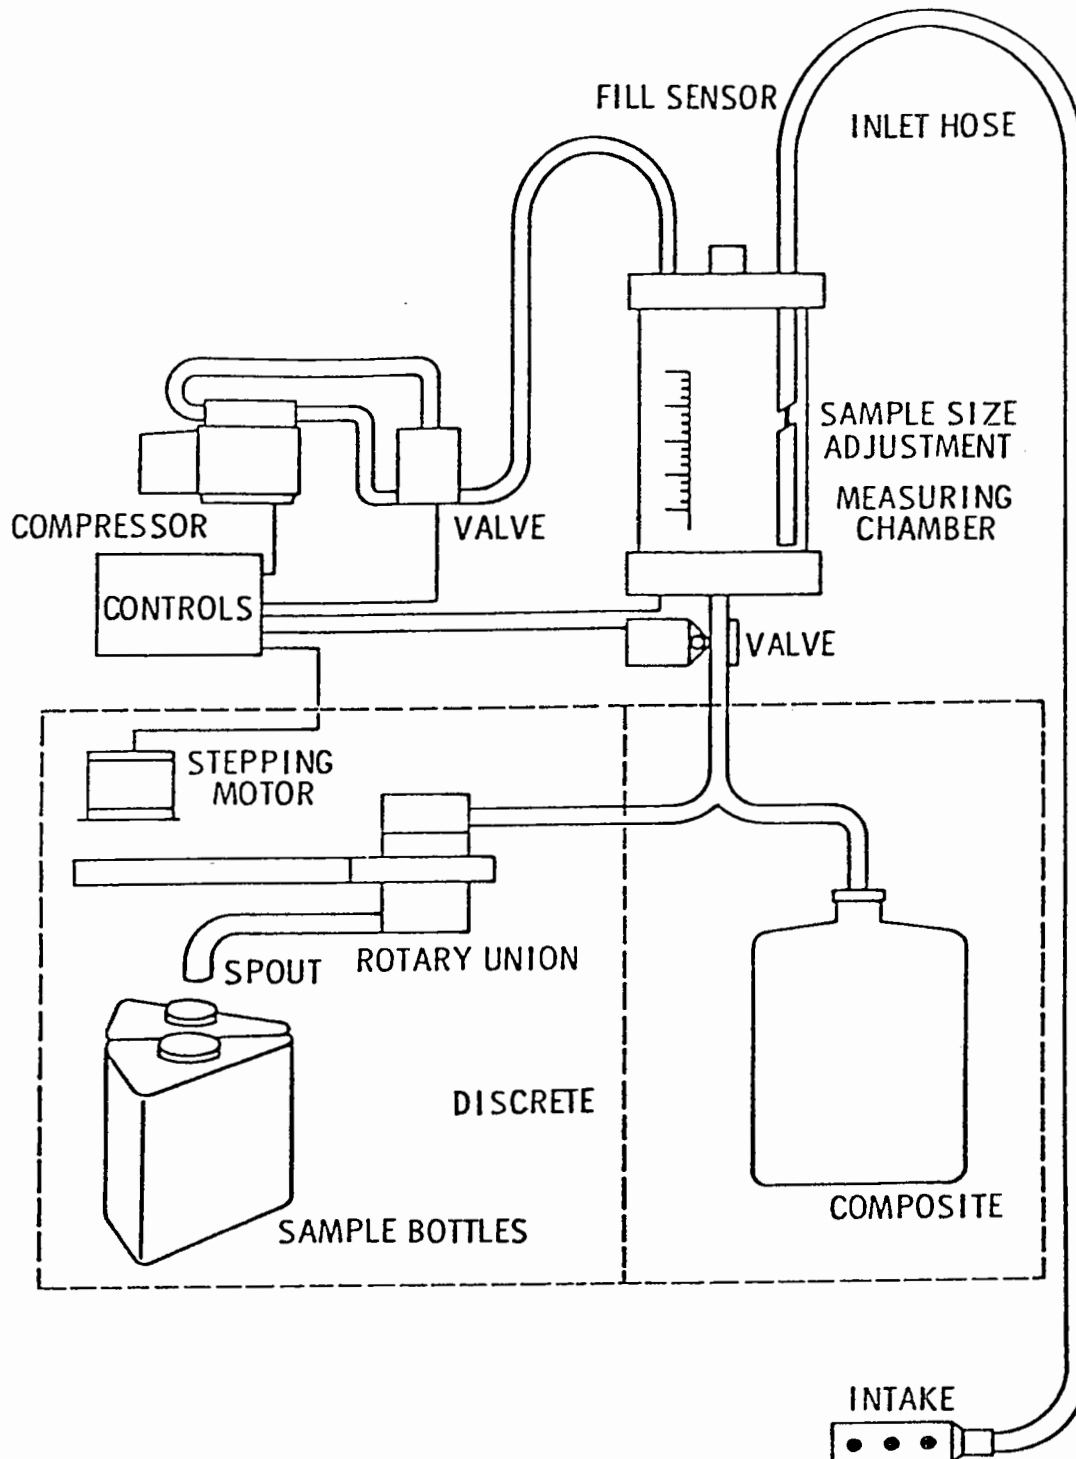 FILL SENSOR
INLET HOSE
SAMPLE SIZE
ADJUSTMENT
MEASURING
CHAMBER
COMPRESSOR
VALVE
CONTROLS
VALVE
STEPPING
MOTOR
SPOUT
ROTARY UNION
DISCRETE
SAMPLE BOTTLES
COMPOSITE
INTAKE